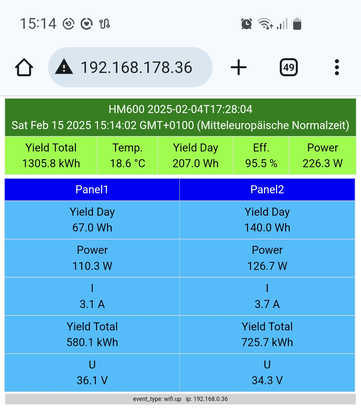 15:14
192.168.178.36
49
HM600 2025-02-04T17:28:04
Sat Feb 15 2025 15:14:02 GMT+0100 (Mitteleuropäische Normalzeit)
Yield Total Temp. Yield Day Eff. Power
1305.8 kWh 18.6 °C 207.0 Wh 95.5 % 226.3 W
Panel1 Panel2
Yield Day Yield Day
67.0 Wh 140.0 Wh
Power Power
110.3 W 126.7 W
I I
3.1 A 3.7 A
Yield Total Yield Total
580.1 kWh 725.7 kWh
U U
36.1 V 34.3 V
event_type: wifi.up ip: 192.168.0.36